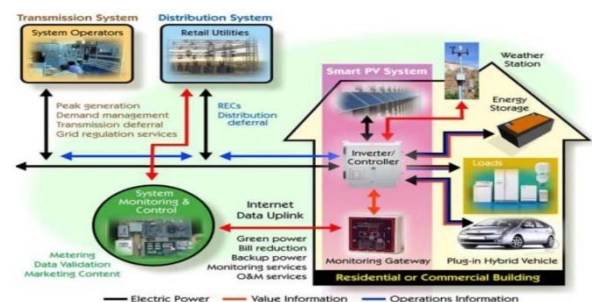 Transmission System
System Operators
Distribution System
Retail Utilities
Peak generation
Demand management
Transmission deferral
Grid regulation services
RECs
Distribution
deferral
Smart PV System
Weather
Station
Energy
Storage
Inverter/
Controller
Loads
System
Monitoring &
Control
Internet
Data Uplink
Green power
Bill reduction
Backup power
Monitoring services
O&M services
Monitoring Gateway
Plug-in Hybrid Vehicle
Metering
Data Validation
Marketing Content
Residential or Commercial Building
Electric Power
Value Information
Operations Information